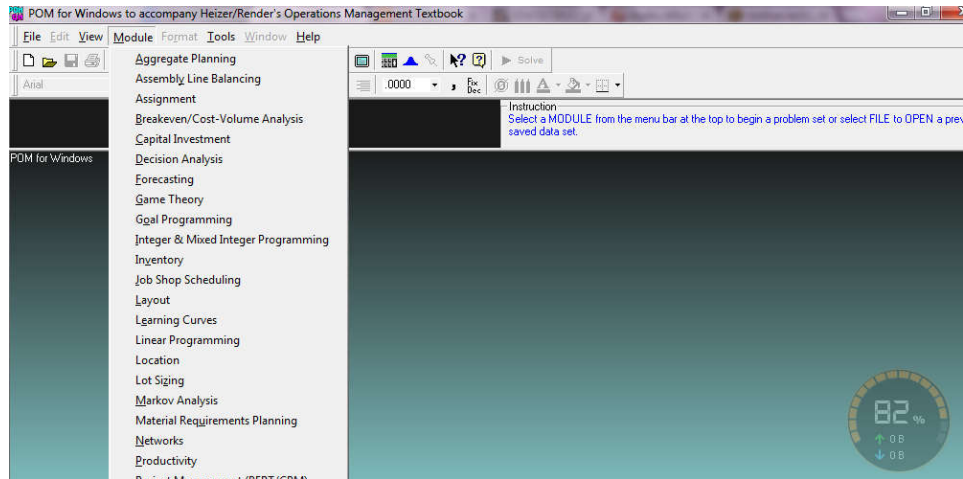 POM for Windows to accompany Heizer/Render's Operations Management Textbook
File Edit View Module Format Tools Window Help
Solve
Arial
.0000
Fix
Dec
Instruction
Select a MODULE from the menu bar at the top to begin a problem set or select FILE to OPEN a prev
saved data set.
POM for Windows
Aggregate Planning
Assembly Line Balancing
Assignment
Breakeven/Cost-Volume Analysis
Capital Investment
Decision Analysis
Forecasting
Game Theory
Goal Programming
Integer & Mixed Integer Programming
Inventory
Job Shop Scheduling
Layout
Learning Curves
Linear Programming
Location
Lot Sizing
Markov Analysis
Material Requirements Planning
Networks
Productivity
Project Management (PERT/CPM)
82 %
0 B
0 B